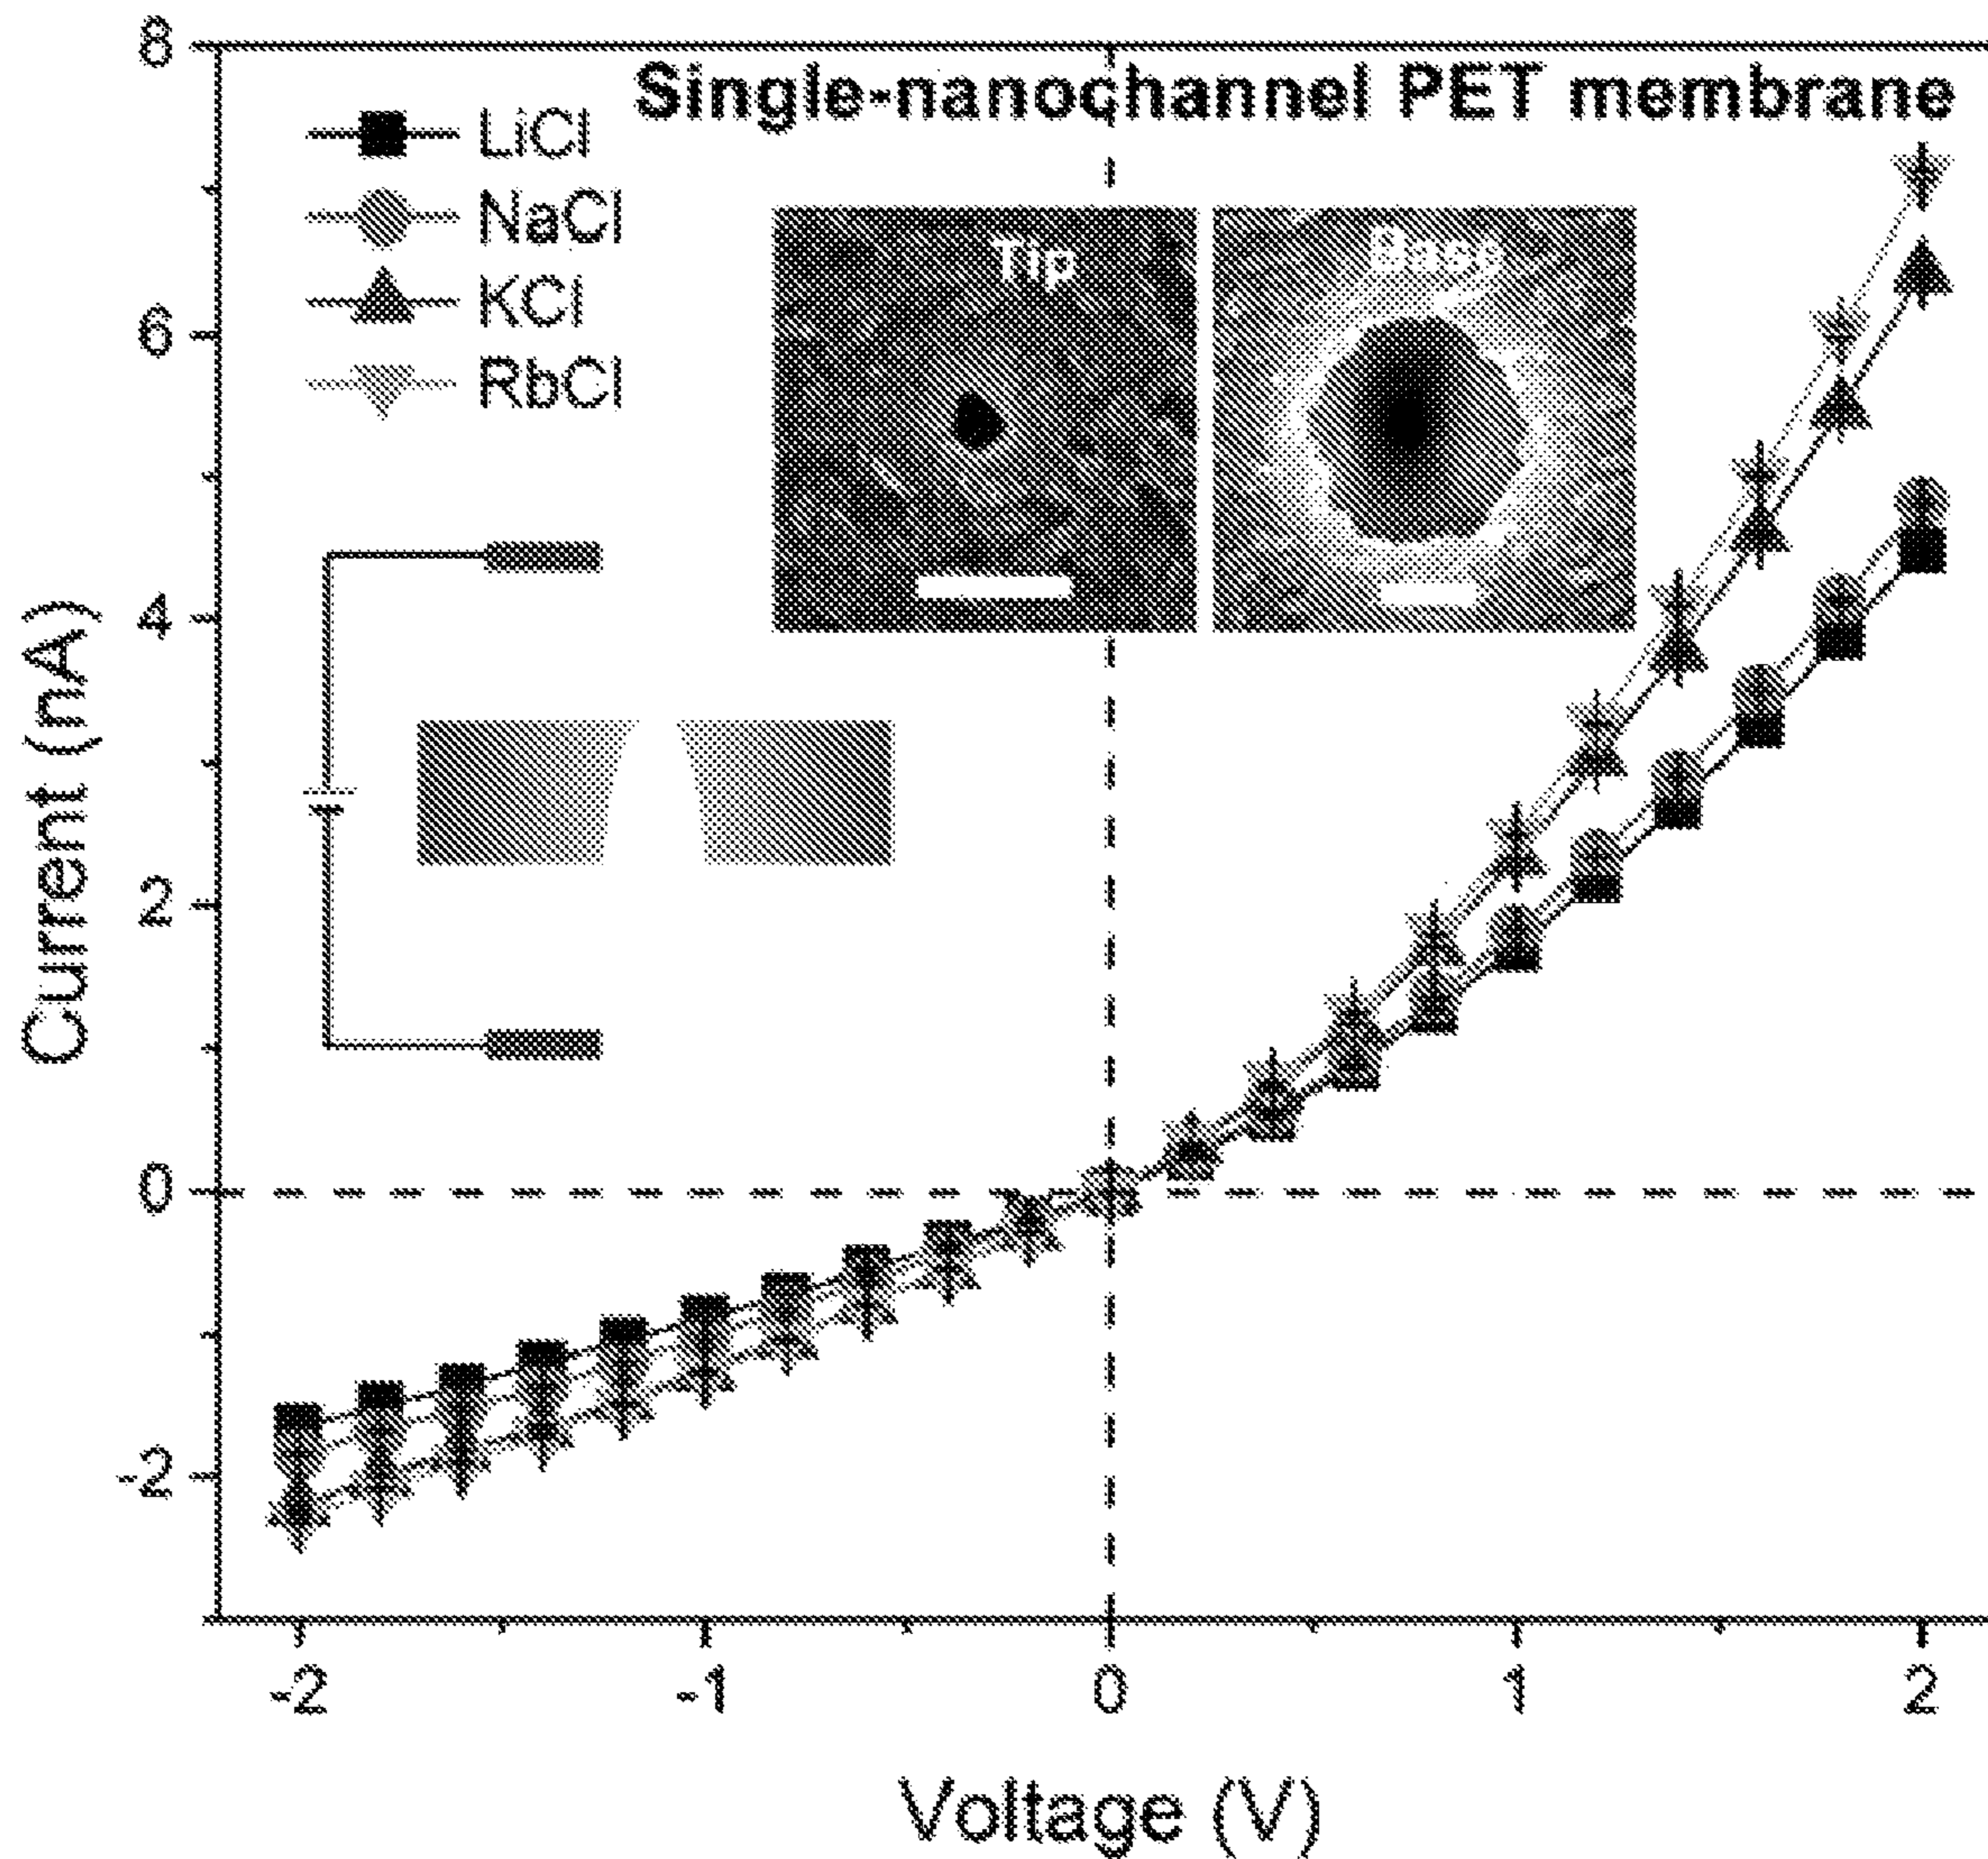 Single-nanochannel PET membrane
LiCl
NaCl
KCl
RbCl
Tip
Base
Current (nA)
8
6
4
2
0
-2
-2
-1
0
1
2
Voltage (V)